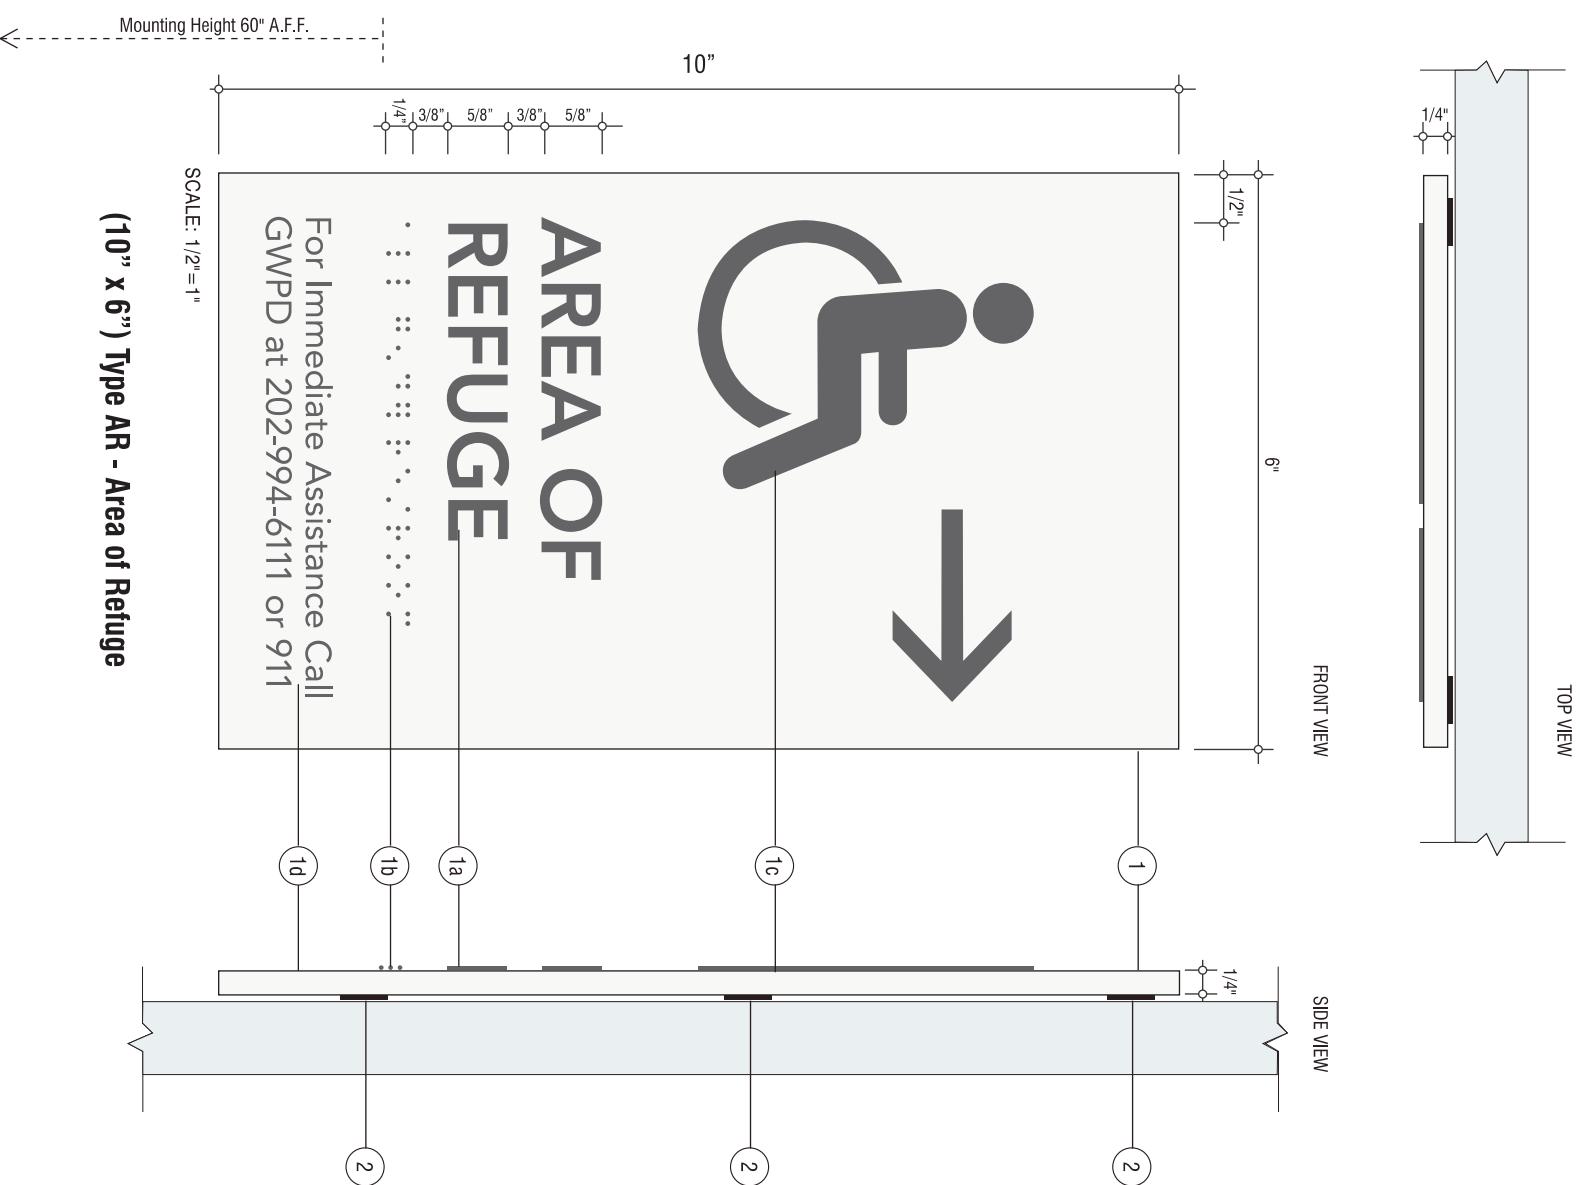 TOP VIEW
1/4"
FRONT VIEW
SIDE VIEW
6"
1/2"
1/4"
10”
5/8”
3/8”
5/8”
3/8”
1/4”
Mounting Height 60" A.F.F.
AREA OF
REFUGE
For Immediate Assistance Call
GWPD at 202-994-6111 or 911
1
1c
1a
1b
1d
2
2
2
SCALE: 1/2"=1"
(10” x 6”) Type AR - Area of Refuge